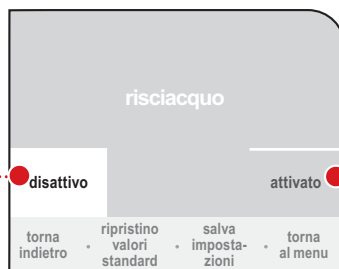 risciacquo
disattivo
attivato
torna
indietro
ripristino
valori
standard
salva
imposta-
zioni
torna
al menu